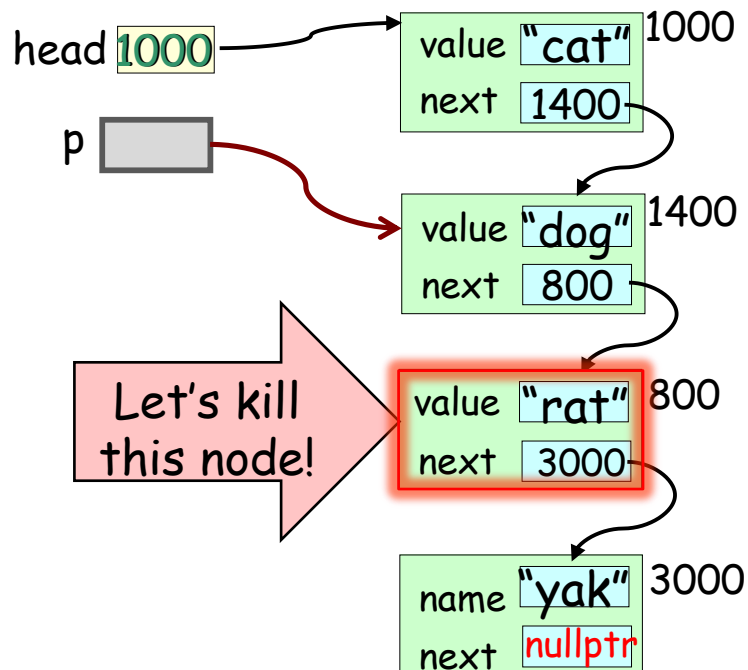 head 1000
value "cat" 1000
next 1400
p
value "dog" 1400
next 800
Let's kill
this node!
value "rat" 800
next 3000
name "yak" 3000
next nullptr